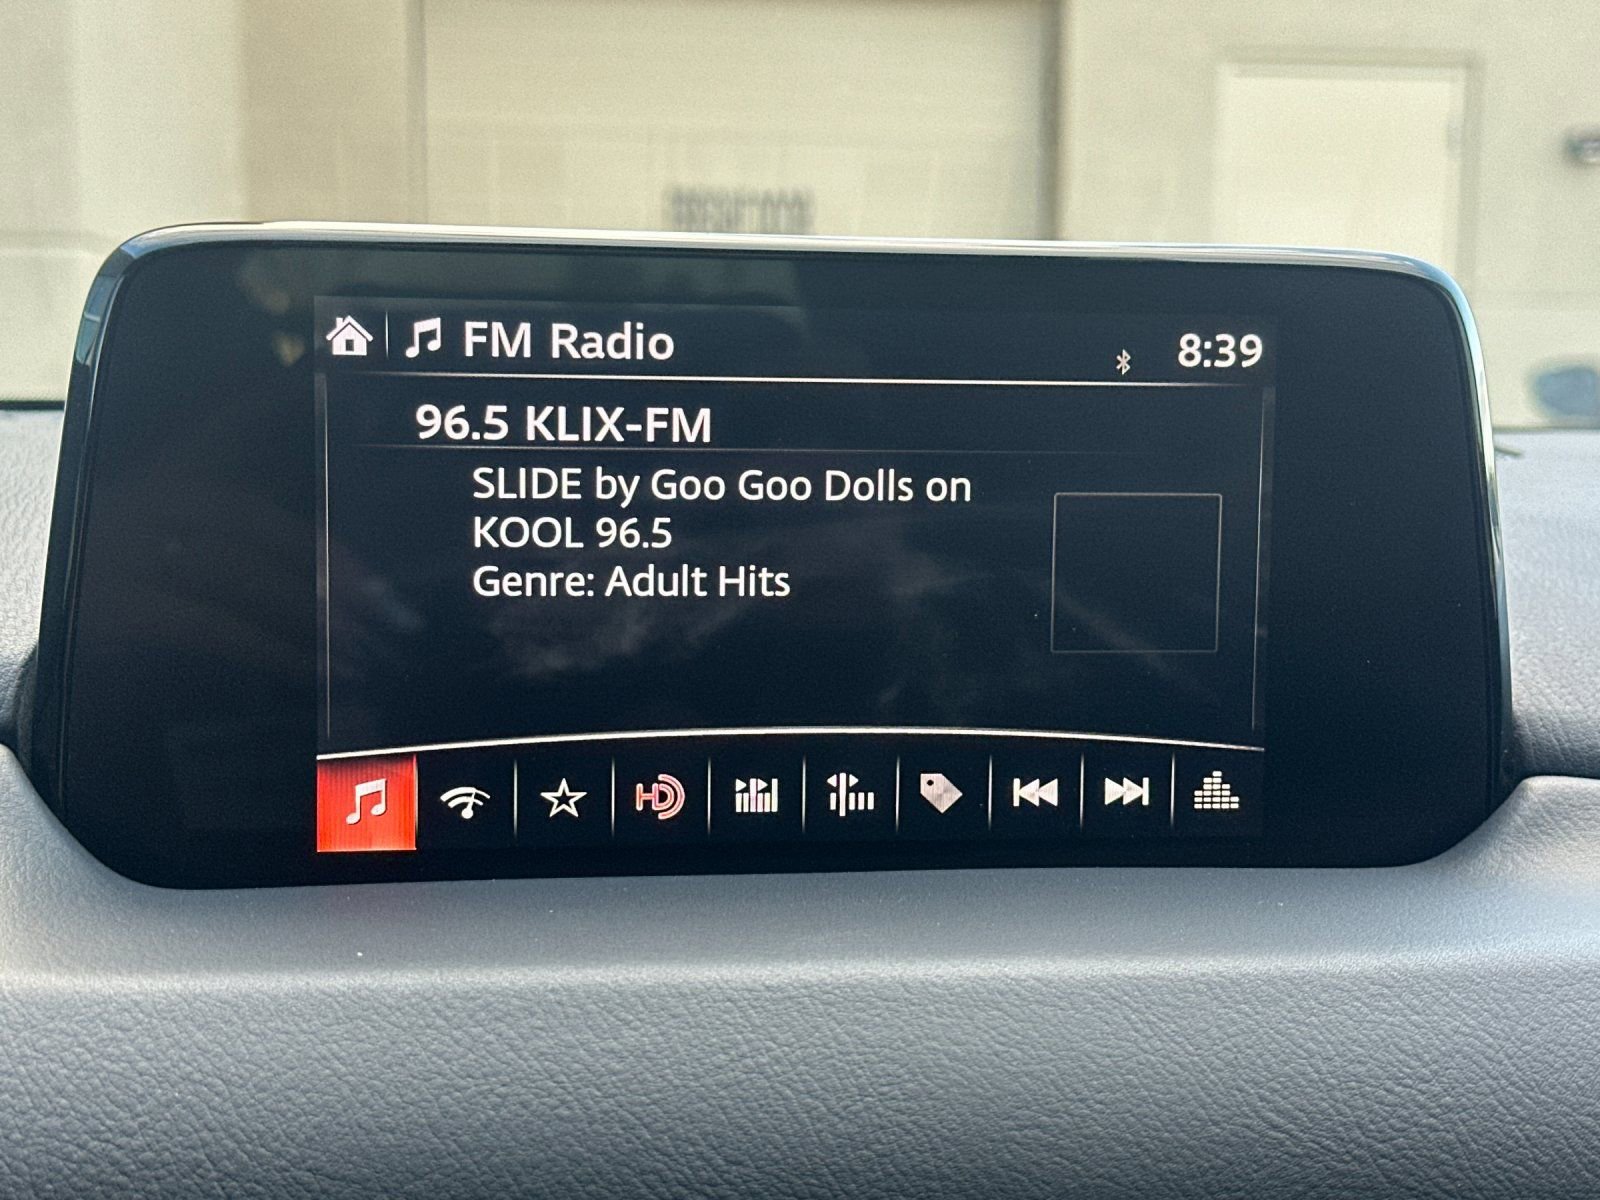 FM Radio
8:39
96.5 KLIX-FM
SLIDE by Goo Goo Dolls on
KOOL 96.5
Genre: Adult Hits
HD